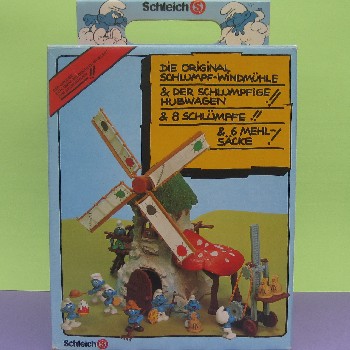 Schleich S
DIE ORIGINAL
SCHLUMPF-WINDMÜHLE
& DER SCHLUMPFIGE
HUBWAGEN !!
& 8 SCHLÜMPFE !!
& 6 MEHL-
SÄCKE !
Schleich S